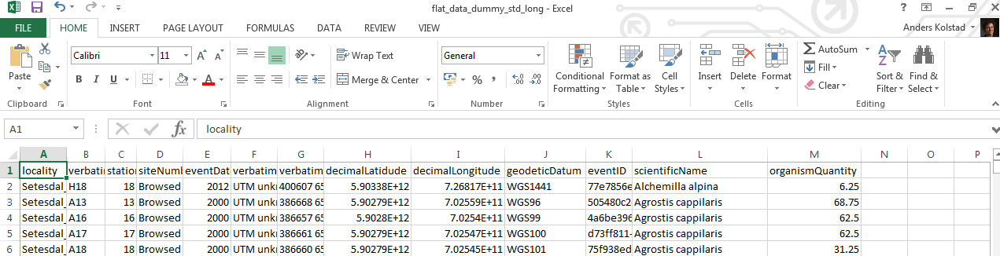 flat_data_dummy_std_long - Excel
FILE HOME INSERT PAGE LAYOUT FORMULAS DATA REVIEW VIEW Anders Kolstad
Calibri 11 Wrap Text General AutoSum
Paste B I U A Merge & Center % Conditional Formatting Format as Table Cell Styles Insert Delete Format Fill Clear Sort & Filter Find & Select
Clipboard Font Alignment Number Styles Cells Editing
A1 fx locality
A B C D E F G H I J K L M N O P
1 locality verbatim station siteNumb eventDat verbatim verbatim decimalLatidude decimalLongitude geodeticDatum eventID scientificName organismQuantity
2 Setesdal_ H18 18 Browsed 2012 UTM unkn 400607 65 5.90338E+12 7.26817E+11 WGS1441 77e7856e Alchemilla alpina 6.25
3 Setesdal_ A13 13 Browsed 2000 UTM unkn 386668 65 5.90279E+12 7.02559E+11 WGS96 505480c2 Agrostis cappilaris 68.75
4 Setesdal_ A16 16 Browsed 2000 UTM unkn 386657 65 5.9028E+12 7.0254E+11 WGS99 4a6be396 Agrostis cappilaris 62.5
5 Setesdal_ A17 17 Browsed 2000 UTM unkn 386661 65 5.90279E+12 7.02547E+11 WGS100 d73ff811- Agrostis cappilaris 62.5
6 Setesdal_ A18 18 Browsed 2000 UTM unkn 386660 65 5.90279E+12 7.02545E+11 WGS101 75f938ed Agrostis cappilaris 31.25